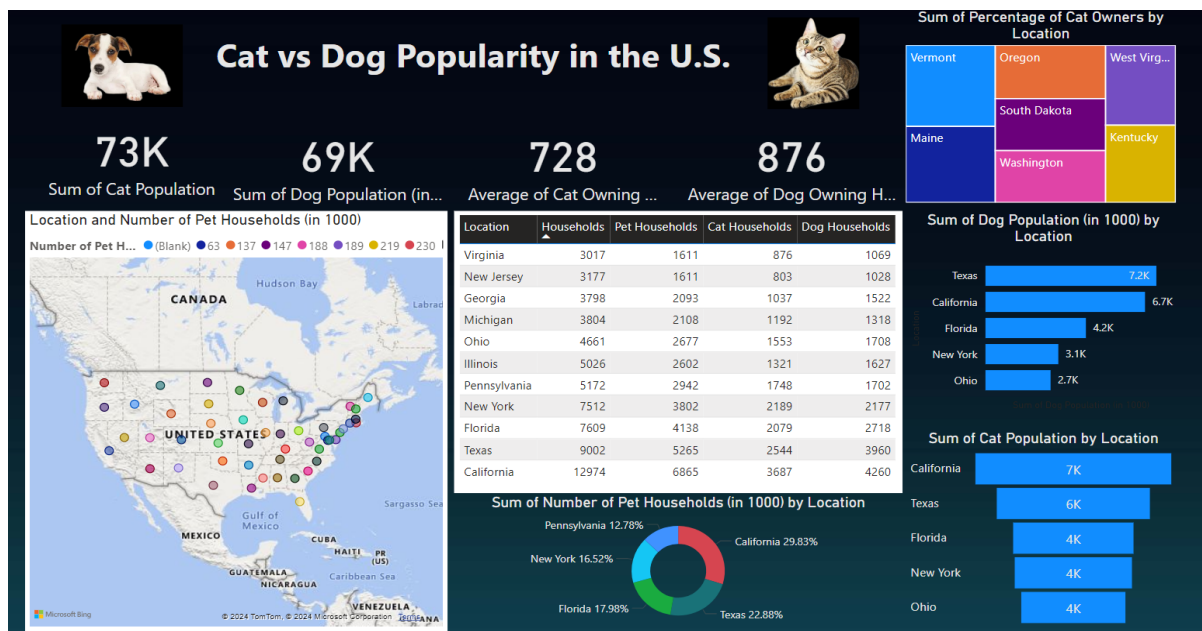 Cat vs Dog Popularity in the U.S.
73K
Sum of Cat Population
69K
Sum of Dog Population (in...
728
Average of Cat Owning ...
876
Average of Dog Owning H...
Sum of Percentage of Cat Owners by
Location
Vermont
Oregon
West Virg...
South Dakota
Maine
Kentucky
Washington
Location and Number of Pet Households (in 1000)
Number of Pet H... (Blank) 63 137 147 188 189 219 230
Hudson Bay
CANADA
Labrad
UNITED STATES
Sargasso Sea
Gulf of
Mexico
MEXICO
CUBA
HAITI
PR
(US)
GUATEMALA
Caribbean Sea
NICARAGUA
VENEZUELA
Microsoft Bing
© 2024 TomTom, © 2024 Microsoft Corporation
Location Households Pet Households Cat Households Dog Households
Virginia 3017 1611 876 1069
New Jersey 3177 1611 803 1028
Georgia 3798 2093 1037 1522
Michigan 3804 2108 1192 1318
Ohio 4661 2677 1553 1708
Illinois 5026 2602 1321 1627
Pennsylvania 5172 2942 1748 1702
New York 7512 3802 2189 2177
Florida 7609 4138 2079 2718
Texas 9002 5265 2544 3960
California 12974 6865 3687 4260
Sum of Number of Pet Households (in 1000) by Location
Pennsylvania 12.78%
California 29.83%
New York 16.52%
Florida 17.98%
Texas 22.88%
Sum of Dog Population (in 1000) by
Location
Texas 7.2K
California 6.7K
Florida 4.2K
New York 3.1K
Ohio 2.7K
Location
Sum of Dog Population (in 1000)
Sum of Cat Population by Location
California 7K
Texas 6K
Florida 4K
New York 4K
Ohio 4K